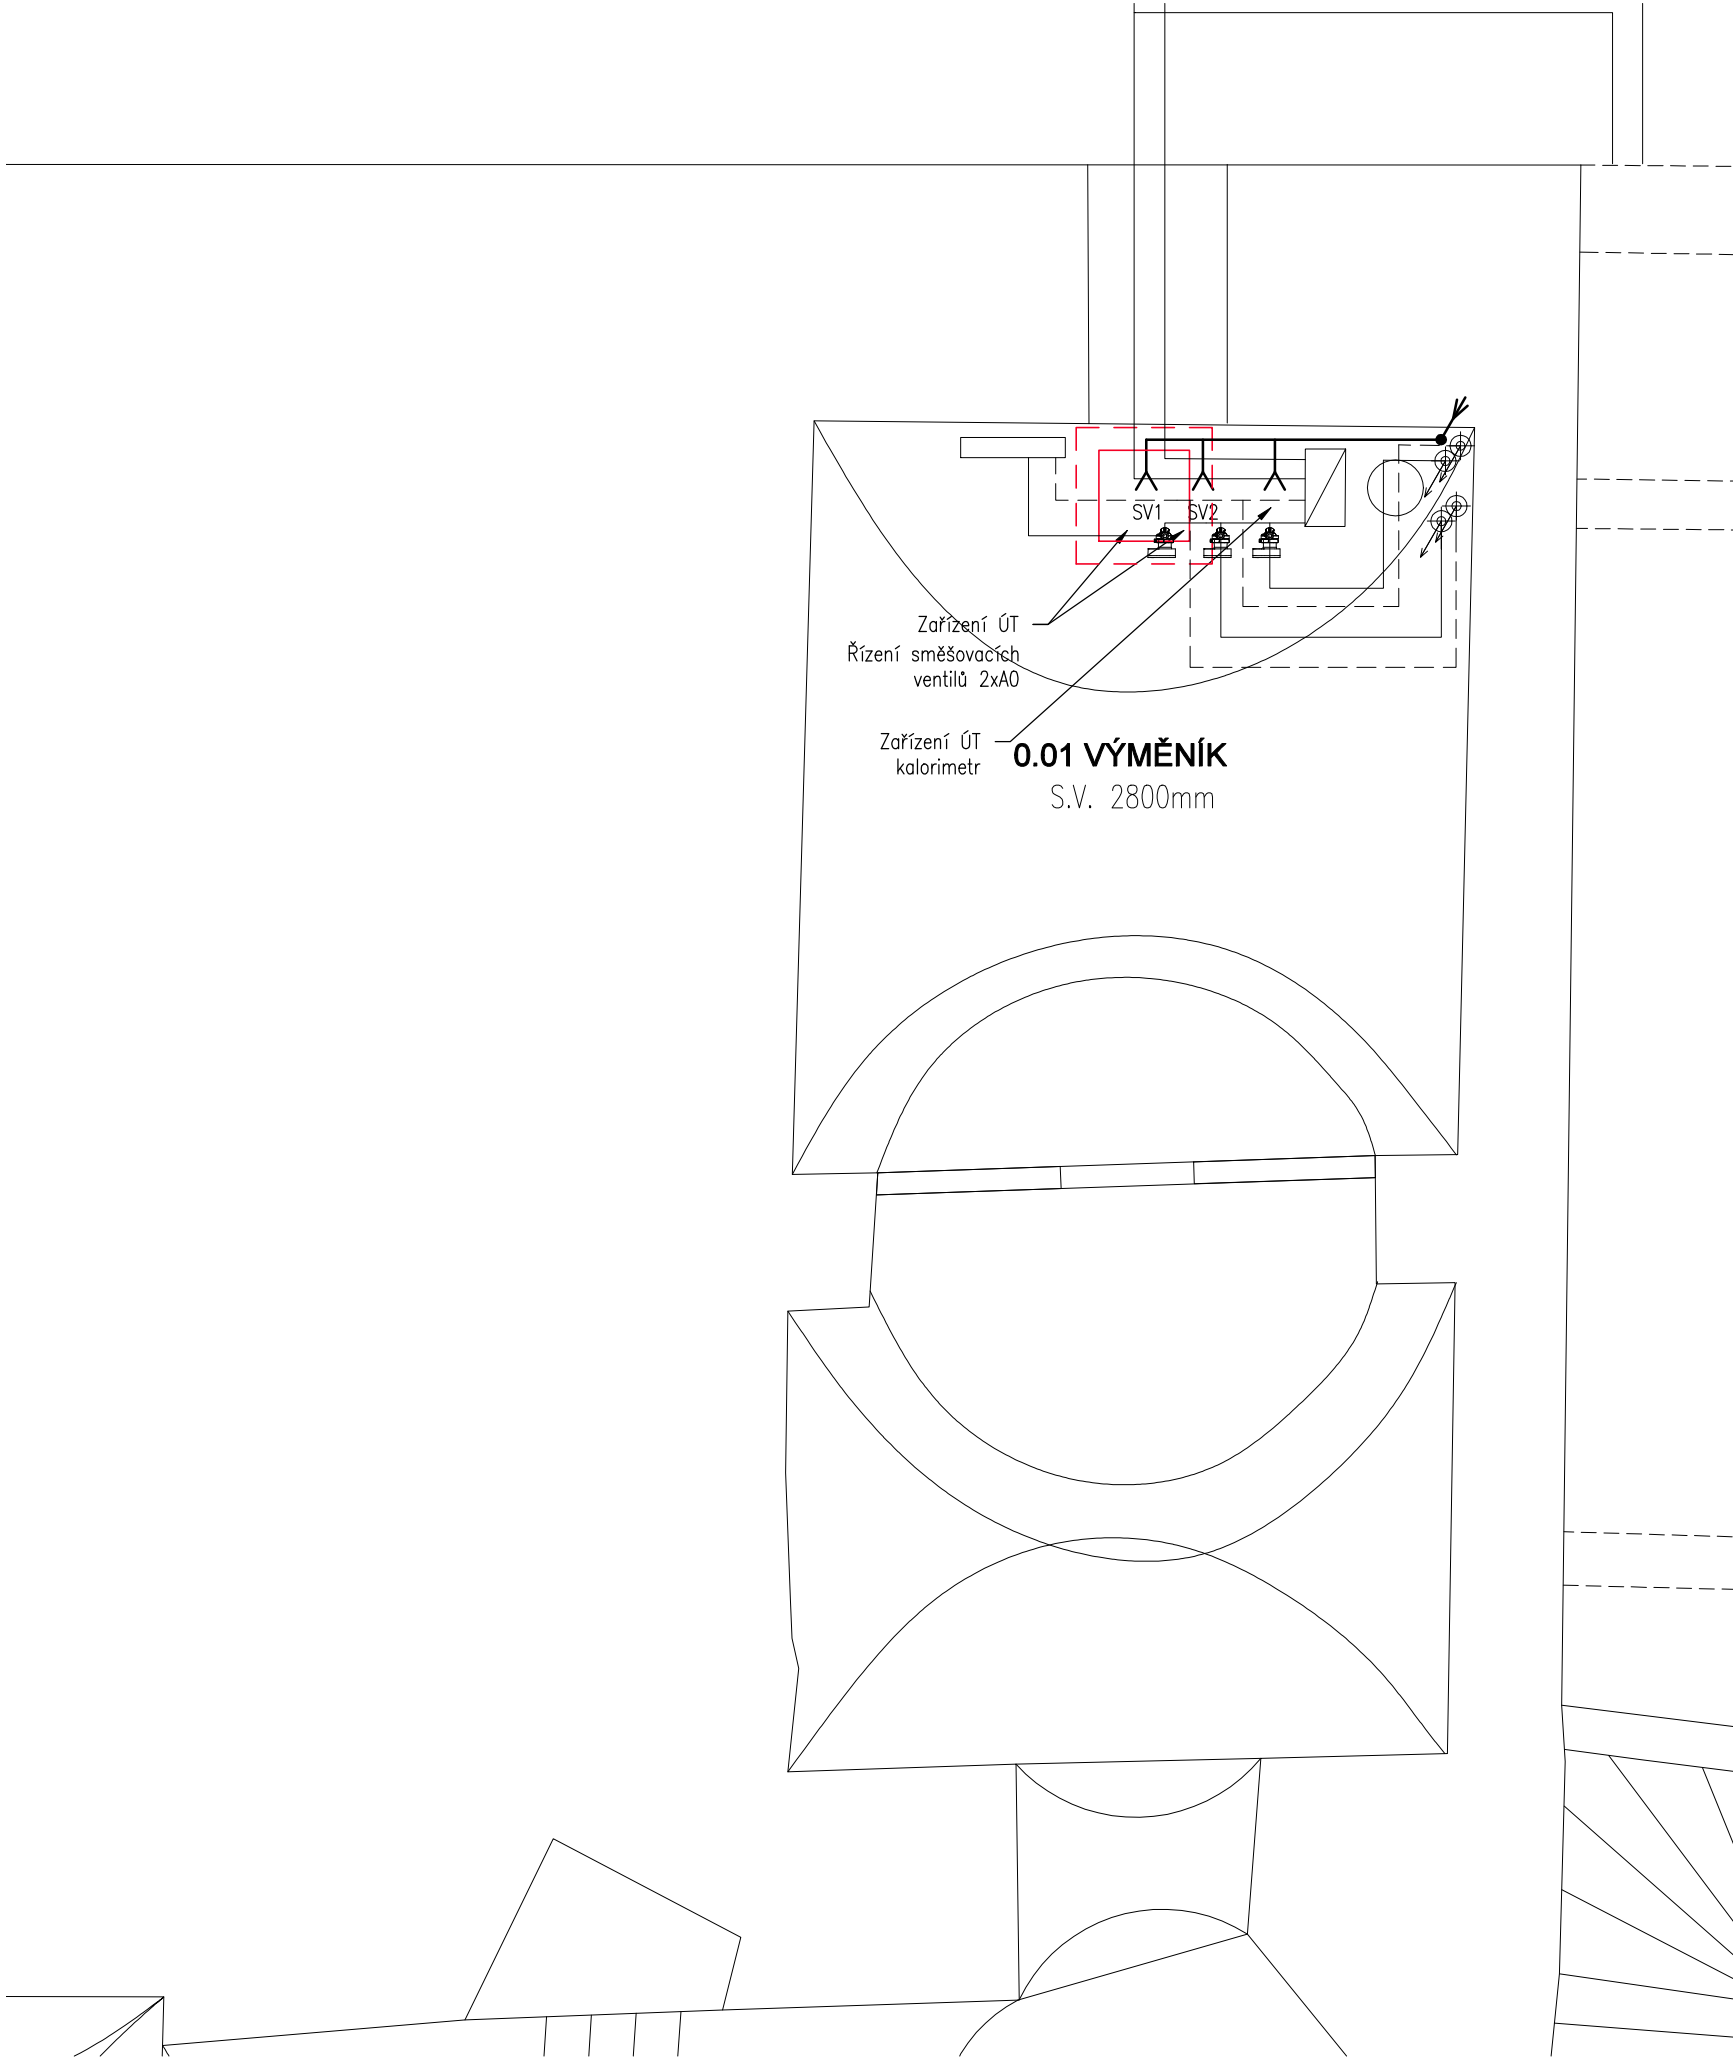 SV1 SV2
Zařízení ÚT
Řízení směšovacích
ventilů 2xAO
Zařízení ÚT
kalorimetr
0.01 VÝMĚNÍK
S.V. 2800mm